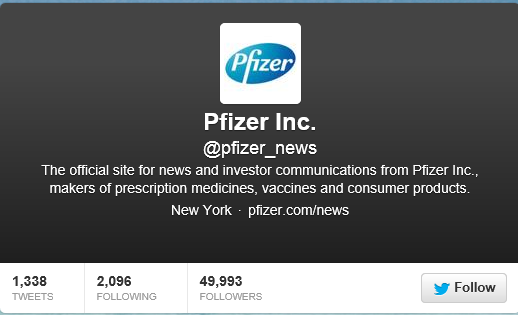 Pfizer
Pfizer Inc.
@pfizer_news
The official site for news and investor communications from Pfizer Inc.,
makers of prescription medicines, vaccines and consumer products.
New York · pfizer.com/news
1,338 2,096 49,993
TWEETS FOLLOWING FOLLOWERS
Follow